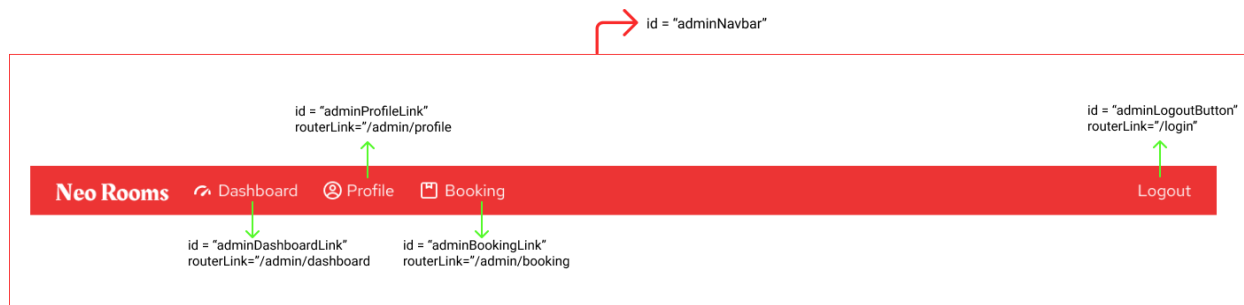 id = “adminNavbar”
id = “adminProfileLink”
routerLink=”/admin/profile
id = “adminLogoutButton”
routerLink=”/login”
Neo Rooms Dashboard Profile Booking Logout
id = “adminDashboardLink”
routerLink=”/admin/dashboard
id = “adminBookingLink”
routerLink=”/admin/booking